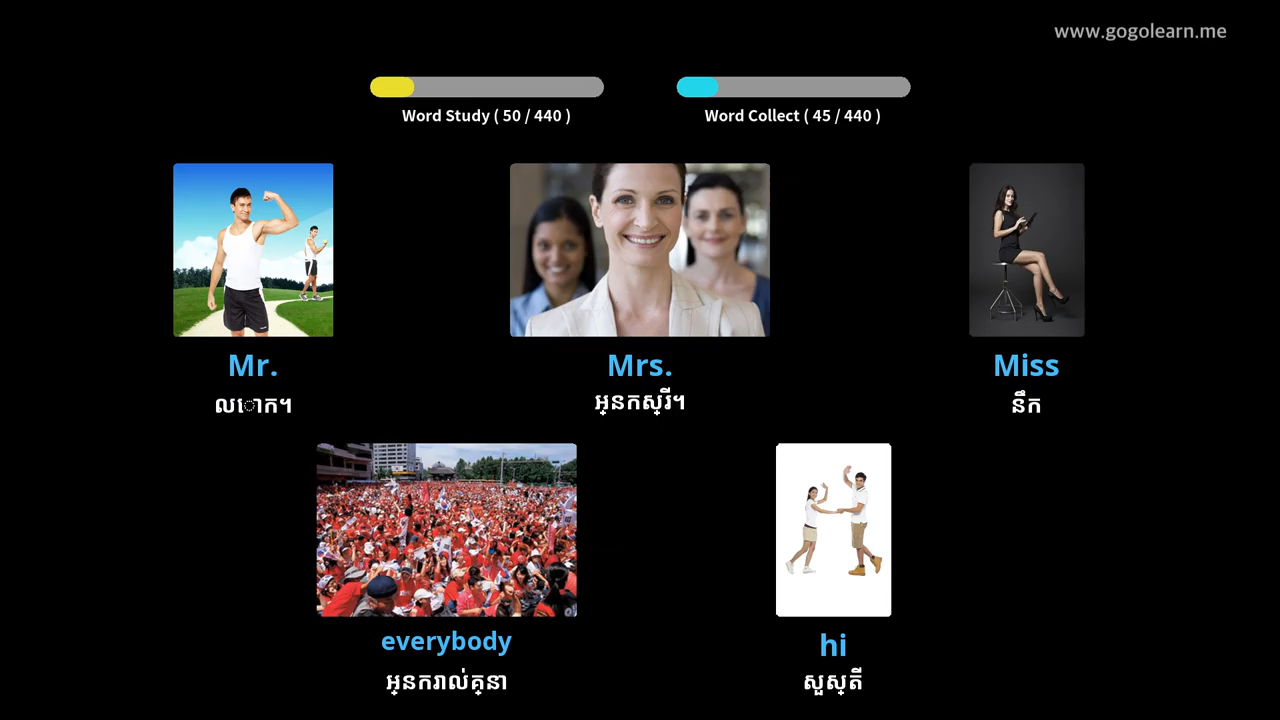 www.gogolearn.me
Word Study ( 50 / 440 )
Word Collect ( 45 / 440 )
Mr.
លោក។
Mrs.
អ្នកស្រី។
Miss
នឹក
everybody
អ្នករាល់គ្នា
hi
សួស្តី